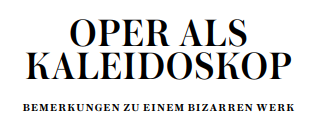 OPER ALS
KALEIDOSKOP
BEMERKUNGEN ZU EINEM BIZARREN WERK